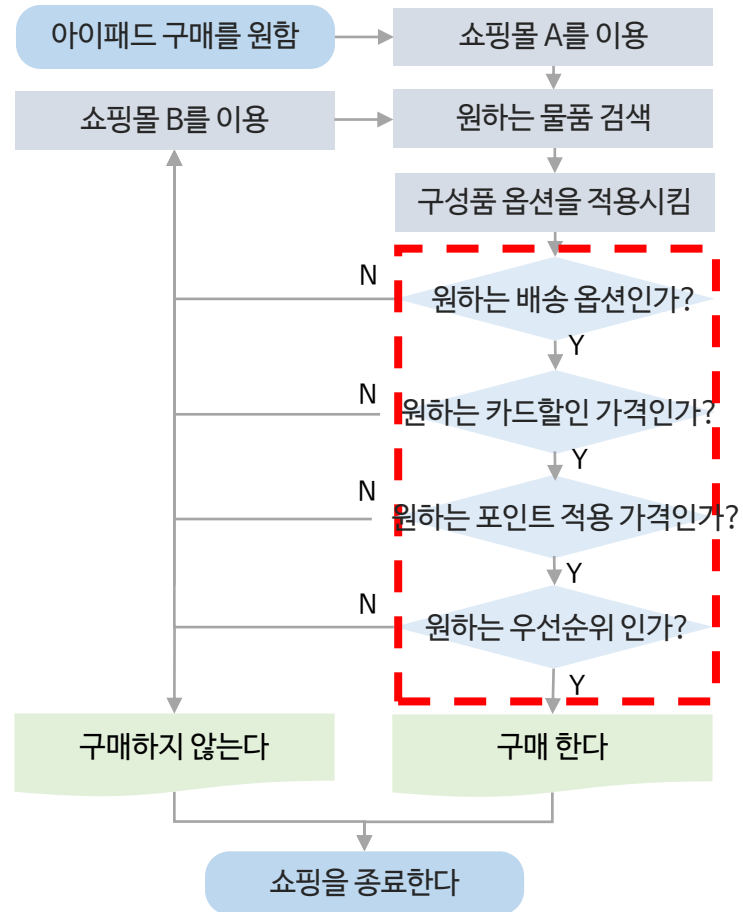 아이패드 구매를 원함
쇼핑몰 A를 이용
쇼핑몰 B를 이용
원하는 물품 검색
구성품 옵션을 적용시킴
N
원하는 배송 옵션인가?
Y
N
원하는 카드할인 가격인가?
Y
N
원하는 포인트 적용 가격인가?
Y
N
원하는 우선순위 인가?
Y
구매하지 않는다
구매 한다
쇼핑을 종료한다